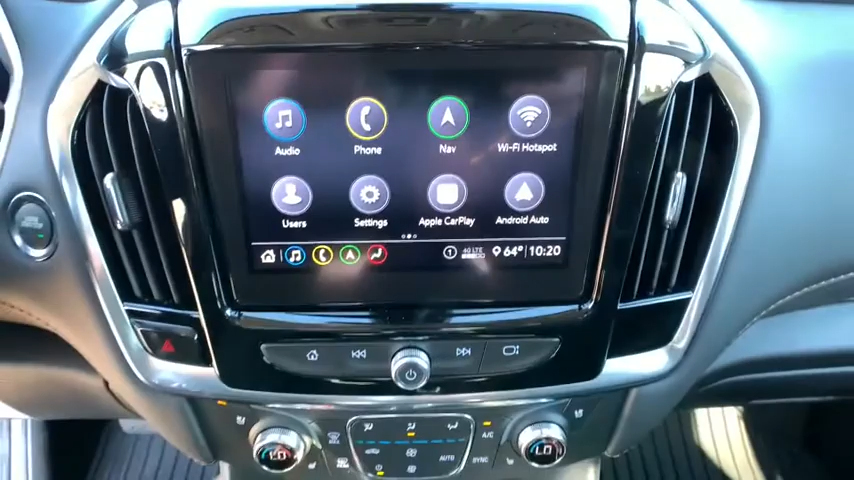 Audio Phone Nav Wi-Fi Hotspot
Users Settings Apple CarPlay Android Auto
1 4G LTE 64° 10:20
A/C
AUTO SYNC
LO LO